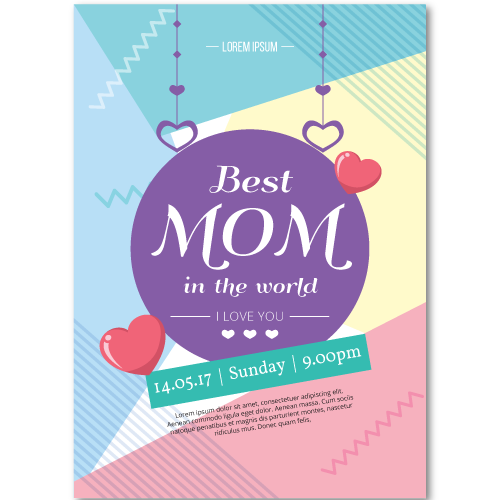 LOREM IPSUM
Best
MOM
in the world
I LOVE YOU
14.05.17 | Sunday | 9.00pm
Lorem ipsum dolor sit amet, consectetuer adipiscing elit.
Aenean commodo ligula eget dolor. Aenean massa. Cum sociis
natoque penatibus et magnis dis parturient montes, nascetur
ridiculus mus. Donec quam felis,